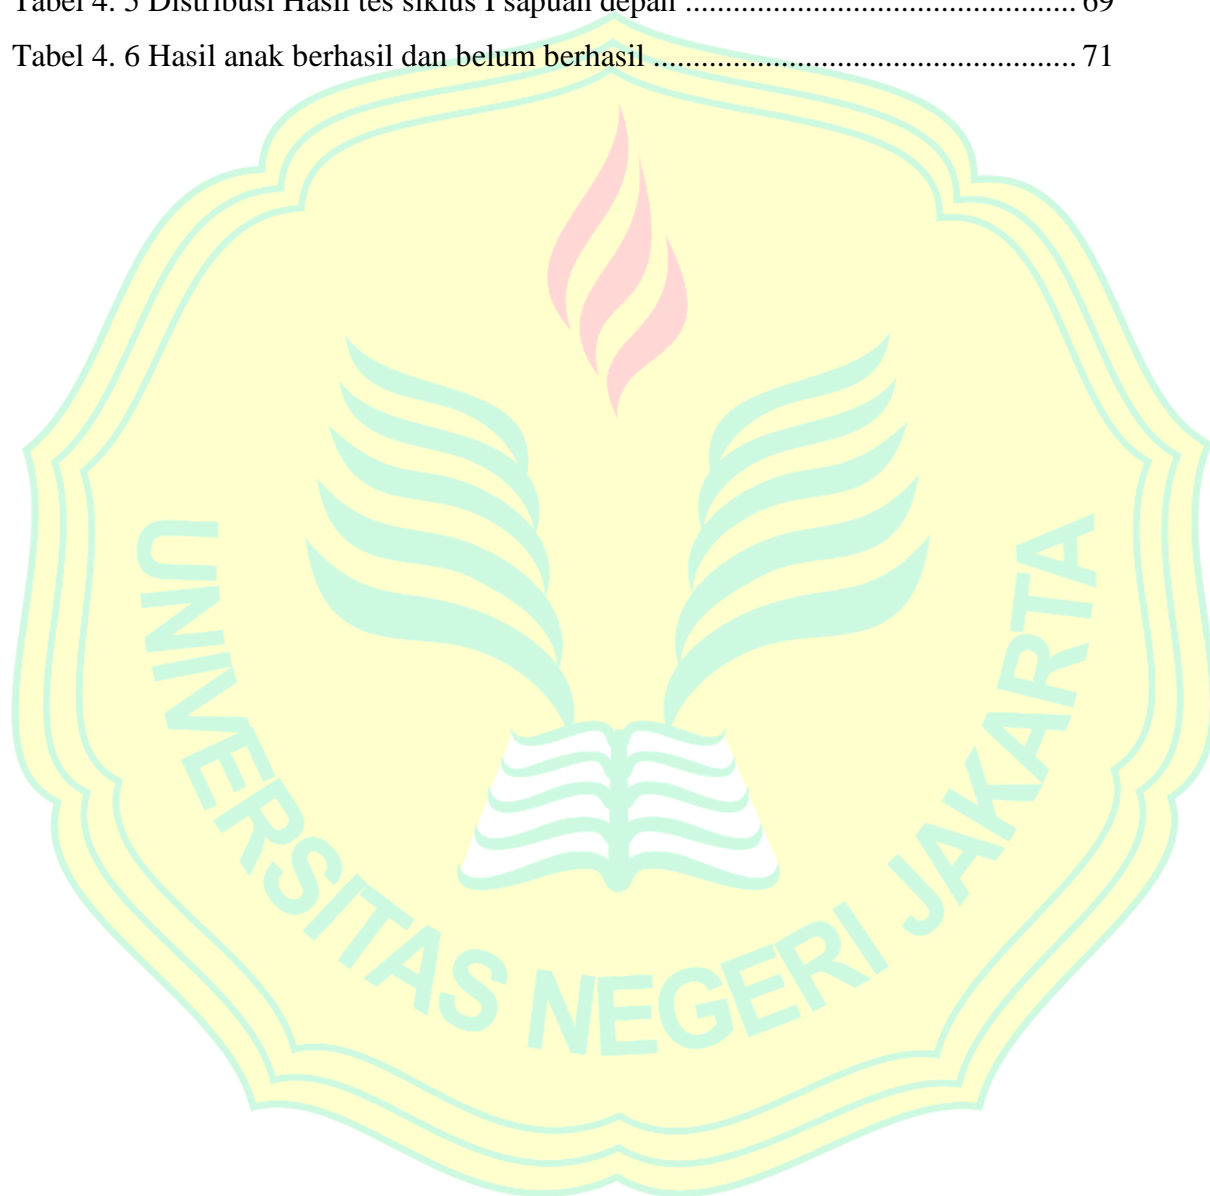 Tabel 4. 5 Distribusi Hasil tes siklus I sapuan depan ................................................. 69
Tabel 4. 6 Hasil anak berhasil dan belum berhasil ..................................................... 71
UNIVERSITAS NEGERI JAKARTA